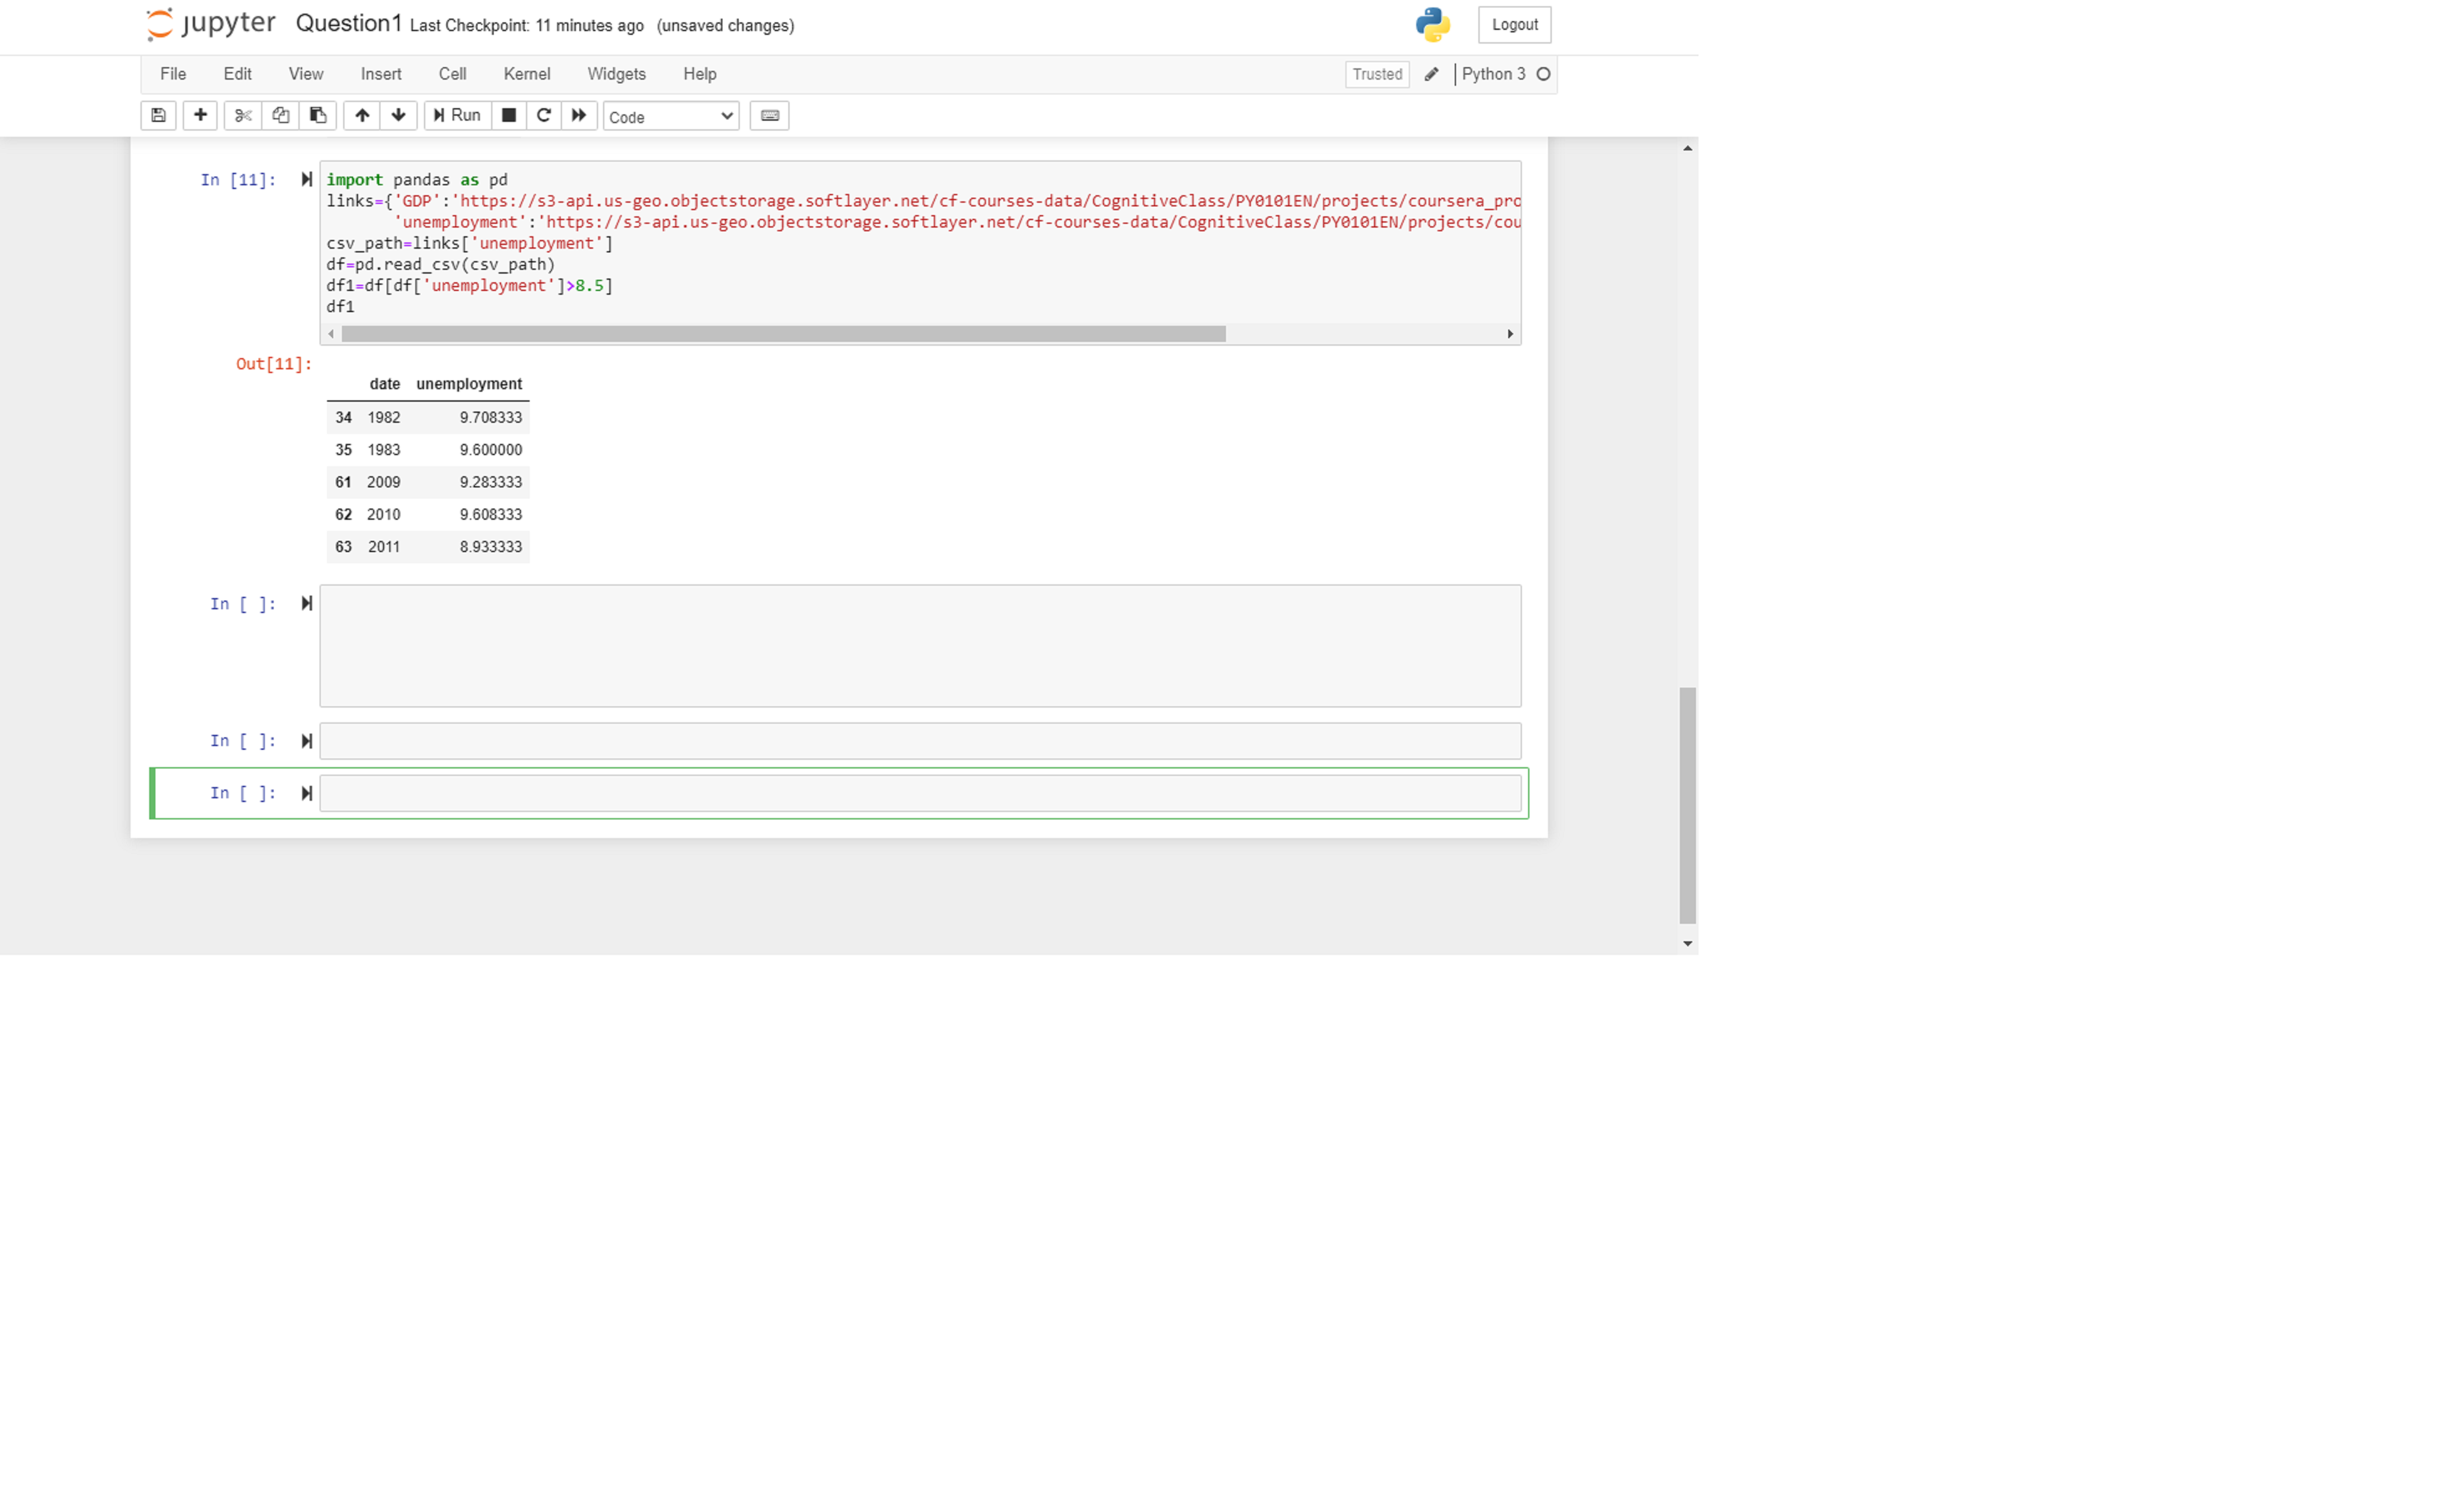 jupyter Question1 Last Checkpoint: 11 minutes ago (unsaved changes) Logout
File Edit View Insert Cell Kernel Widgets Help Trusted Python 3
Run Code
In [11]: import pandas as pd
links={'GDP':'https://s3-api.us-geo.objectstorage.softlayer.net/cf-courses-data/CognitiveClass/PY0101EN/projects/coursera_pro
'unemployment':'https://s3-api.us-geo.objectstorage.softlayer.net/cf-courses-data/CognitiveClass/PY0101EN/projects/cou
csv_path=links['unemployment']
df=pd.read_csv(csv_path)
df1=df[df['unemployment']>8.5]
df1
Out[11]:
date unemployment
34 1982 9.708333
35 1983 9.600000
61 2009 9.283333
62 2010 9.608333
63 2011 8.933333
In [ ]:
In [ ]:
In [ ]: